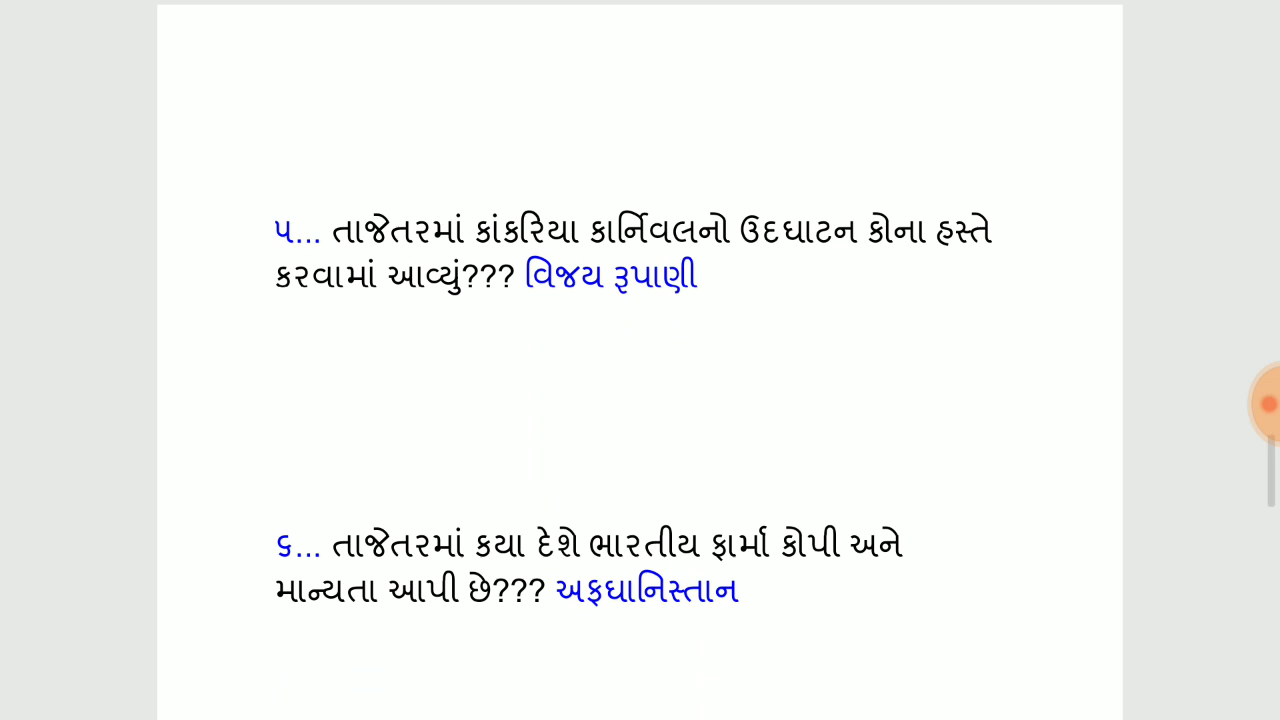 ૫... તાજેતરમાં કાંકરિયા કાર્નિવલનો ઉદઘાટન કોના હસ્તે
કરવામાં આવ્યું??? વિજય રૂપાણી
૬... તાજેતરમાં કયા દેશે ભારતીય ફાર્મા કોપી અને
માન્યતા આપી છે??? અફઘાનિસ્તાન